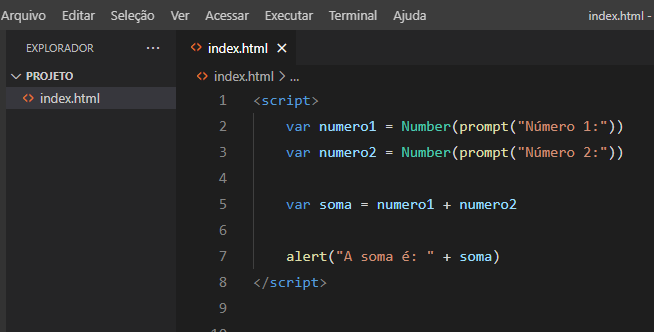 Arquivo Editar Seleção Ver Acessar Executar Terminal Ajuda index.html -
EXPLORADOR ...
index.html
index.html > ...
PROJETO
index.html
1 <script>
2 var numero1 = Number(prompt("Número 1:"))
3 var numero2 = Number(prompt("Número 2:"))
4
5 var soma = numero1 + numero2
6
7 alert("A soma é: " + soma)
8 </script>
9